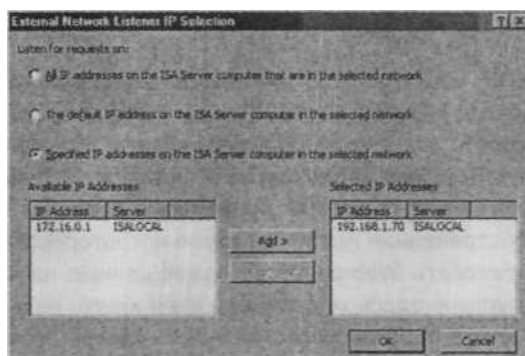 External Network Listener IP Selection
Listen for requests on:
All IP addresses on the ISA Server computer that are in the selected network
The default IP address on the ISA Server computer in the selected network
Specified IP addresses on the ISA Server computer in the selected network
Available IP Addresses
Selected IP Addresses
IP Address Server
172.16.0.1 ISALOCAL
IP Address Server
192.168.1.70 ISALOCAL
Add >
OK
Cancel